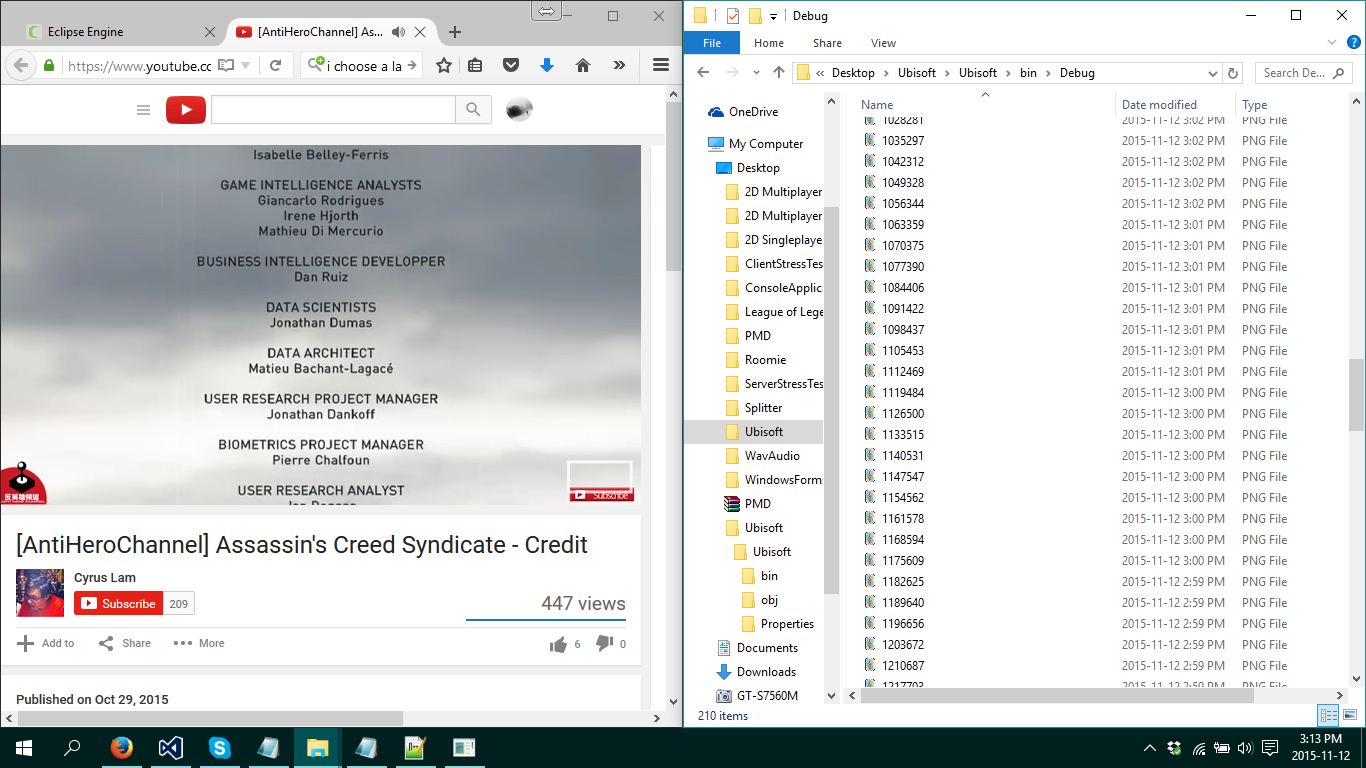 Eclipse Engine
[AntiHeroChannel] As...
https://www.youtube.cc
i choose a la
Isabelle Belley-Ferris
GAME INTELLIGENCE ANALYSTS
Giancarlo Rodrigues
Irene Hjorth
Mathieu Di Mercurio
BUSINESS INTELLIGENCE DEVELOPPER
Dan Ruiz
DATA SCIENTISTS
Jonathan Dumas
DATA ARCHITECT
Matieu Bachant-Lagacé
USER RESEARCH PROJECT MANAGER
Jonathan Dankoff
BIOMETRICS PROJECT MANAGER
Pierre Chalfoun
USER RESEARCH ANALYST
反英雄頻道
Subscribe
[AntiHeroChannel] Assassin's Creed Syndicate - Credit
Cyrus Lam
Subscribe 209
447 views
Add to Share More 6 0
Published on Oct 29, 2015
Debug
File Home Share View
« Desktop Ubisoft Ubisoft bin Debug
Search De...
OneDrive
My Computer
Desktop
2D Multiplayer
2D Multiplayer
2D Singleplaye
ClientStressTes
ConsoleApplica
League of Lege
PMD
Roomie
ServerStressTes
Splitter
Ubisoft
WavAudio
WindowsForm
PMD
Ubisoft
Ubisoft
bin
obj
Properties
Documents
Downloads
GT-S7560M
Name Date modified Type
1028281 2015-11-12 3:02 PM PNG File
1035297 2015-11-12 3:02 PM PNG File
1042312 2015-11-12 3:02 PM PNG File
1049328 2015-11-12 3:02 PM PNG File
1056344 2015-11-12 3:02 PM PNG File
1063359 2015-11-12 3:01 PM PNG File
1070375 2015-11-12 3:01 PM PNG File
1077390 2015-11-12 3:01 PM PNG File
1084406 2015-11-12 3:01 PM PNG File
1091422 2015-11-12 3:01 PM PNG File
1098437 2015-11-12 3:01 PM PNG File
1105453 2015-11-12 3:01 PM PNG File
1112469 2015-11-12 3:01 PM PNG File
1119484 2015-11-12 3:00 PM PNG File
1126500 2015-11-12 3:00 PM PNG File
1133515 2015-11-12 3:00 PM PNG File
1140531 2015-11-12 3:00 PM PNG File
1147547 2015-11-12 3:00 PM PNG File
1154562 2015-11-12 3:00 PM PNG File
1161578 2015-11-12 3:00 PM PNG File
1168594 2015-11-12 3:00 PM PNG File
1175609 2015-11-12 3:00 PM PNG File
1182625 2015-11-12 2:59 PM PNG File
1189640 2015-11-12 2:59 PM PNG File
1196656 2015-11-12 2:59 PM PNG File
1203672 2015-11-12 2:59 PM PNG File
1210687 2015-11-12 2:59 PM PNG File
1217703 2015-11-12 2:59 PM PNG File
210 items
3:13 PM
2015-11-12